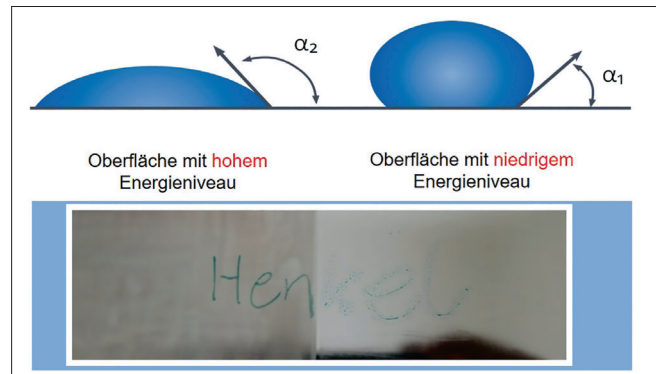 α₂
α₁
Oberfläche mit hohem
Energieniveau
Oberfläche mit niedrigem
Energieniveau
Henkel